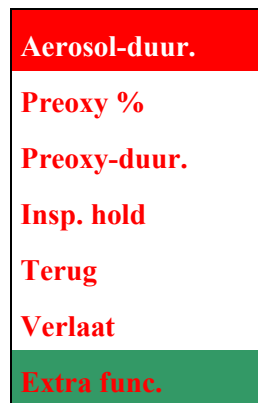 Aerosol-duur.
Preoxy %
Preoxy-duur.
Insp. hold
Terug
Verlaat
Extra func.